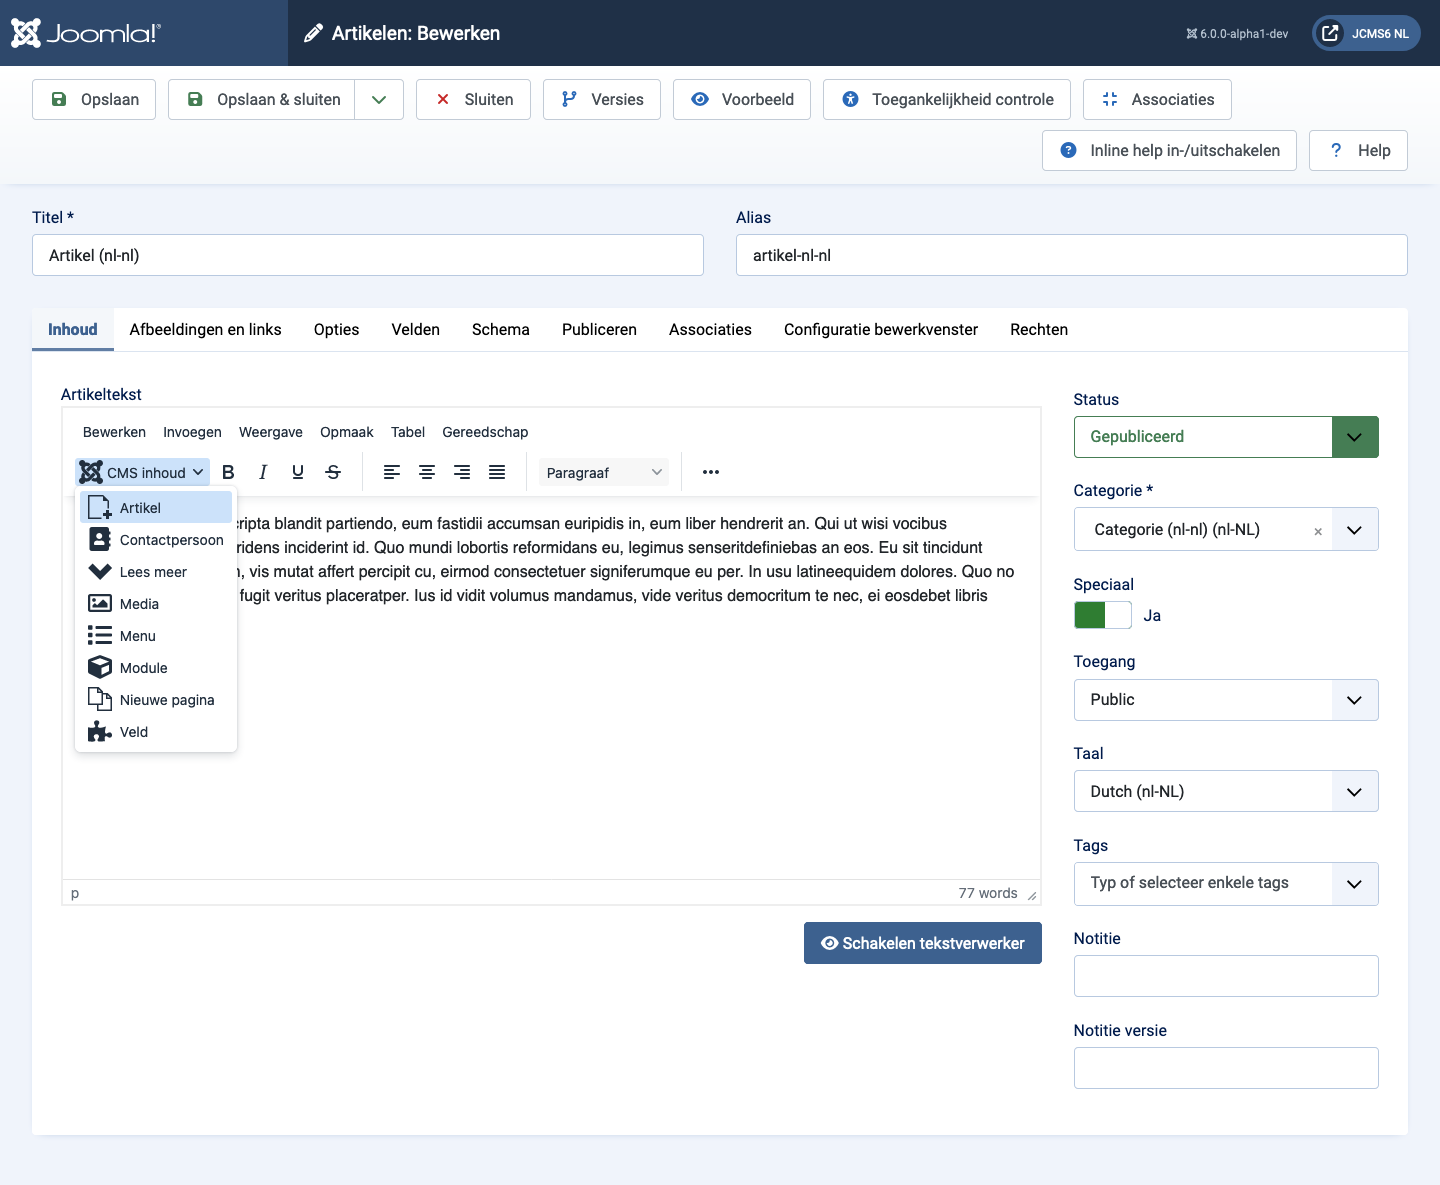 Joomla!®
Artikelen: Bewerken
6.0.0-alpha1-dev
JCMS6 NL
Opslaan
Opslaan & sluiten
Sluiten
Versies
Voorbeeld
Toegankelijkheid controle
Associaties
Inline help in-/uitschakelen
Help
Titel *
Alias
Artikel (nl-nl)
artikel-nl-nl
Inhoud
Afbeeldingen en links
Opties
Velden
Schema
Publiceren
Associaties
Configuratie bewerkvenster
Rechten
Artikeltekst
Bewerken
Invoegen
Weergave
Opmaak
Tabel
Gereedschap
CMS inhoud
B I U S
Paragraaf
Artikel
Contactpersoon
Lees meer
Media
Menu
Module
Nieuwe pagina
Veld
cripta blandit partiendo, eum fastidii accumsan euripidis in, eum liber hendrerit an. Qui ut wisi vocibus
ridens inciderint id. Quo mundi lobortis reformidans eu, legimus senseritdefiniebas an eos. Eu sit tincidunt
, vis mutat affert percipit cu, eirmod consectetuer signiferumque eu per. In usu latineequidem dolores. Quo no
fugit veritus placeratper. Ius id vidit volumus mandamus, vide veritus democritum te nec, ei eosdebet libris
p
77 words
Schakelen tekstverwerker
Status
Gepubliceerd
Categorie *
Categorie (nl-nl) (nl-NL)
Speciaal
Ja
Toegang
Public
Taal
Dutch (nl-NL)
Tags
Typ of selecteer enkele tags
Notitie
Notitie versie